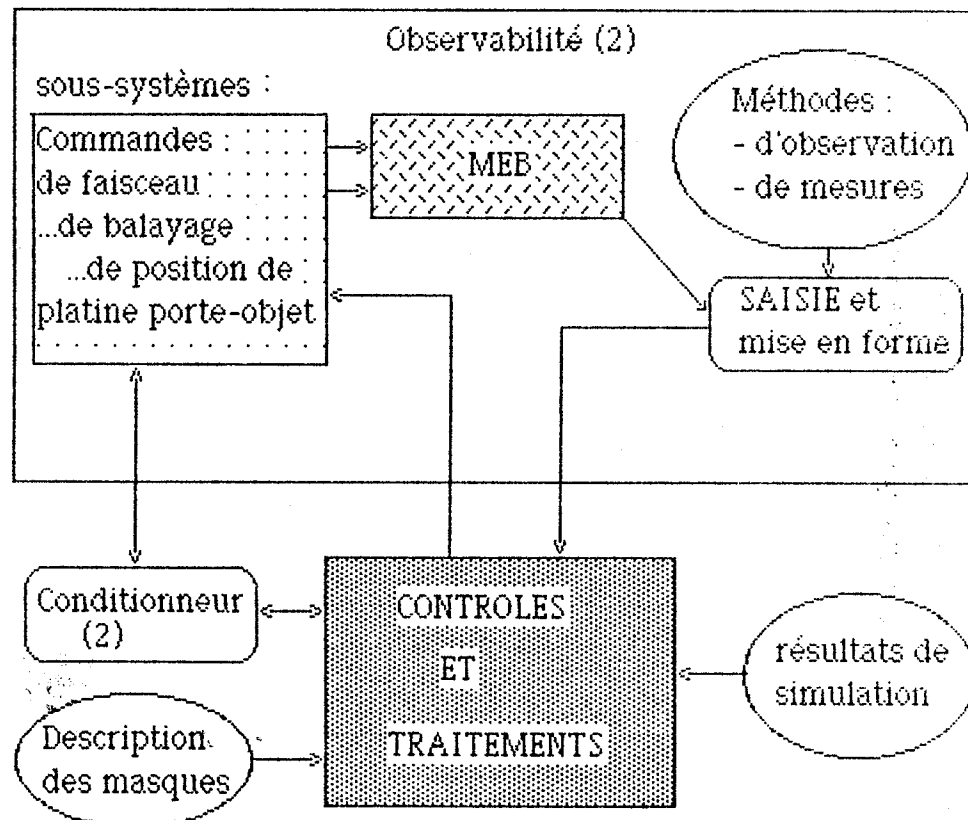 Observabilité (2)
sous-systèmes :
Commandes :
de faisceau
...de balayage
...de position de
platine porte-objet
MEB
Méthodes :
- d'observation
- de mesures
SAISIE et
mise en forme
Conditionneur
(2)
CONTROLES
ET
TRAITEMENTS
résultats de
simulation
Description
des masques